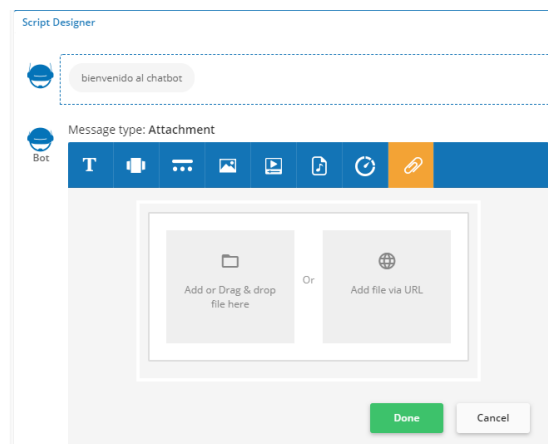 Script Designer
bienvenido al chatbot
Message type: Attachment
Bot
T
Add or Drag & drop
file here
Or
Add file via URL
Done
Cancel